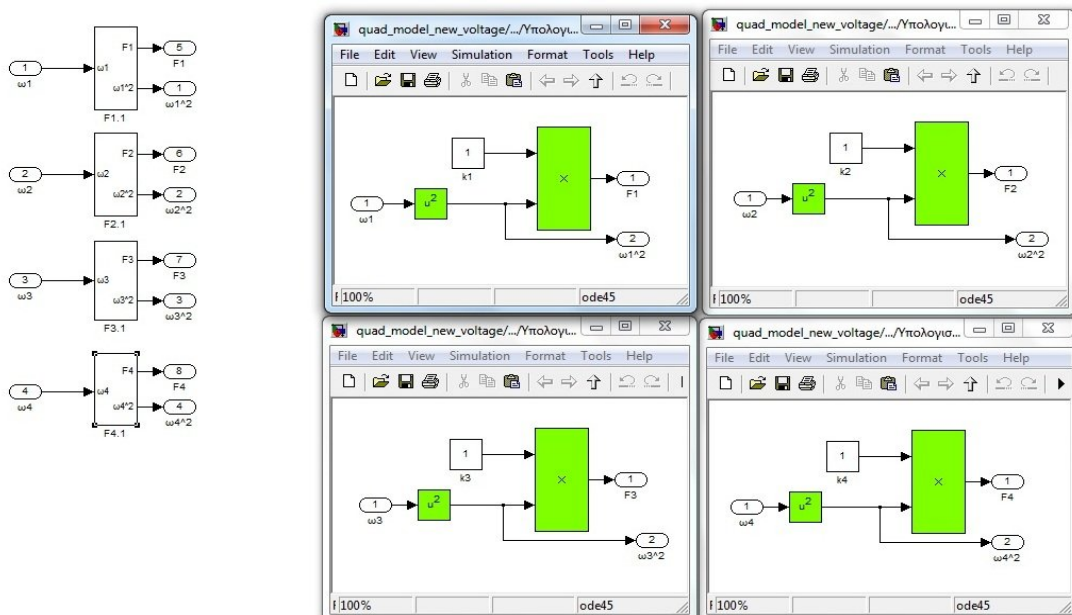 F1
5
F1
1
ω1
ω1
ω1^2
1
ω1^2
F1.1
F2
6
F2
2
ω2
ω2
ω2^2
2
ω2^2
F2.1
F3
7
F3
3
ω3
ω3
ω3^2
3
ω3^2
F3.1
F4
8
F4
4
ω4
ω4
ω4^2
4
ω4^2
F4.1
quad_model_new_voltage/.../Υπολογι...
File Edit View Simulation Format Tools Help
1
k1
×
1
F1
1
ω1
u²
2
ω1^2
100% ode45
quad_model_new_voltage/.../Υπολογι...
File Edit View Simulation Format Tools Help
1
k2
×
1
F2
1
ω2
u²
2
ω2^2
100% ode45
quad_model_new_voltage/.../Υπολογι...
File Edit View Simulation Format Tools Help
1
k3
×
1
F3
1
ω3
u²
2
ω3^2
100% ode45
quad_model_new_voltage/.../Υπολογισ...
File Edit View Simulation Format Tools Help
1
k4
×
1
F4
1
ω4
u²
2
ω4^2
100% ode45